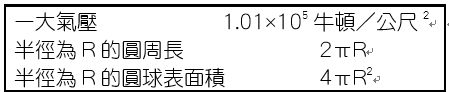 一大氣壓 1.01×10⁵ 牛頓／公尺²
半徑為 R 的圓周長 2πR
半徑為 R 的圓球表面積 4πR²